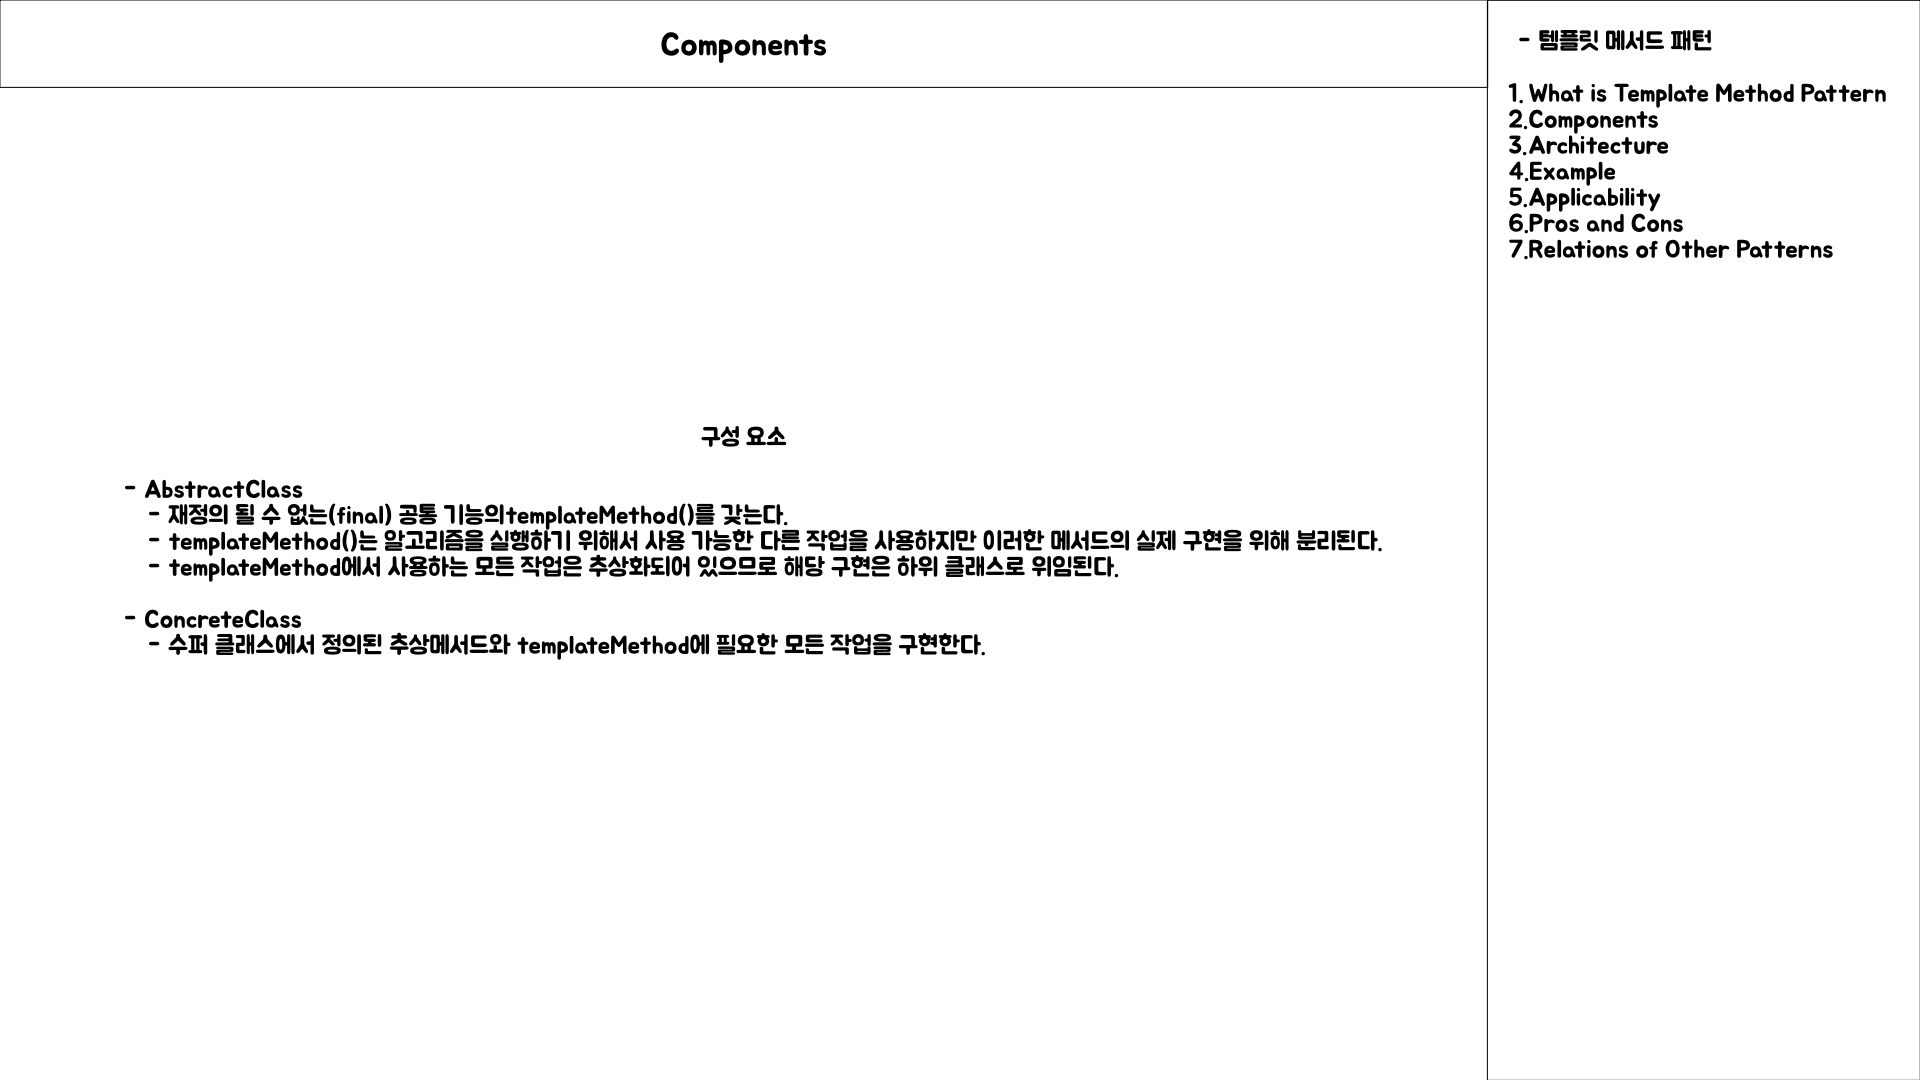 Components
구성 요소
- AbstractClass
- 재정의 될 수 없는(final) 공통 기능의templateMethod()를 갖는다.
- templateMethod()는 알고리즘을 실행하기 위해서 사용 가능한 다른 작업을 사용하지만 이러한 메서드의 실제 구현을 위해 분리된다.
- templateMethod에서 사용하는 모든 작업은 추상화되어 있으므로 해당 구현은 하위 클래스로 위임된다.
- ConcreteClass
- 수퍼 클래스에서 정의된 추상메서드와 templateMethod에 필요한 모든 작업을 구현한다.
- 템플릿 메서드 패턴
1. What is Template Method Pattern
2.Components
3.Architecture
4.Example
5.Applicability
6.Pros and Cons
7.Relations of Other Patterns